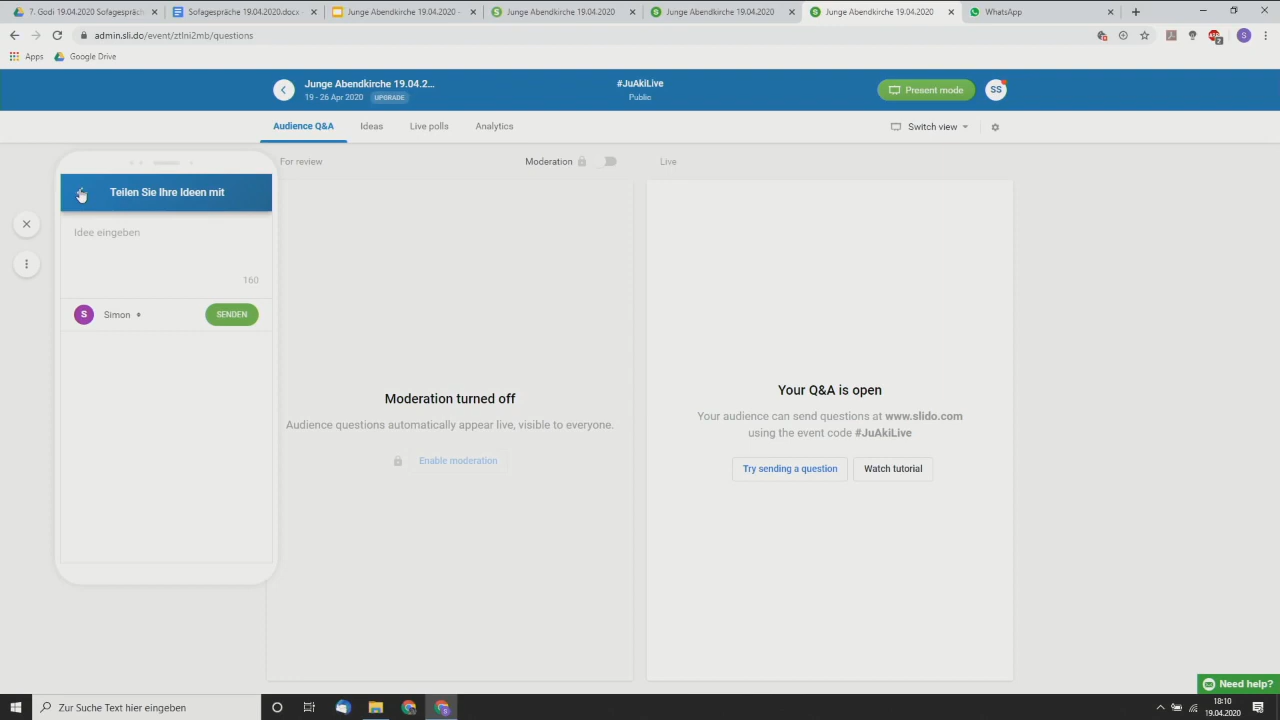 7. Godi 19.04.2020 Sofagespräch
Sofagespräche 19.04.2020.docx
Junge Abendkirche 19.04.2020 -
Junge Abendkirche 19.04.2020
Junge Abendkirche 19.04.2020
Junge Abendkirche 19.04.2020
WhatsApp
admin.sli.do/event/ztlni2mb/questions
Apps
Google Drive
Junge Abendkirche 19.04.2...
19 - 26 Apr 2020 UPGRADE
#JuAkiLive
Public
Present mode
SS
Audience Q&A
Ideas
Live polls
Analytics
Switch view
For review
Moderation
Live
Teilen Sie Ihre Ideen mit
Idee eingeben
160
S
Simon
SENDEN
Moderation turned off
Audience questions automatically appear live, visible to everyone.
Enable moderation
Your Q&A is open
Your audience can send questions at www.slido.com
using the event code #JuAkiLive
Try sending a question
Watch tutorial
Need help?
Zur Suche Text hier eingeben
18:10
19.04.2020